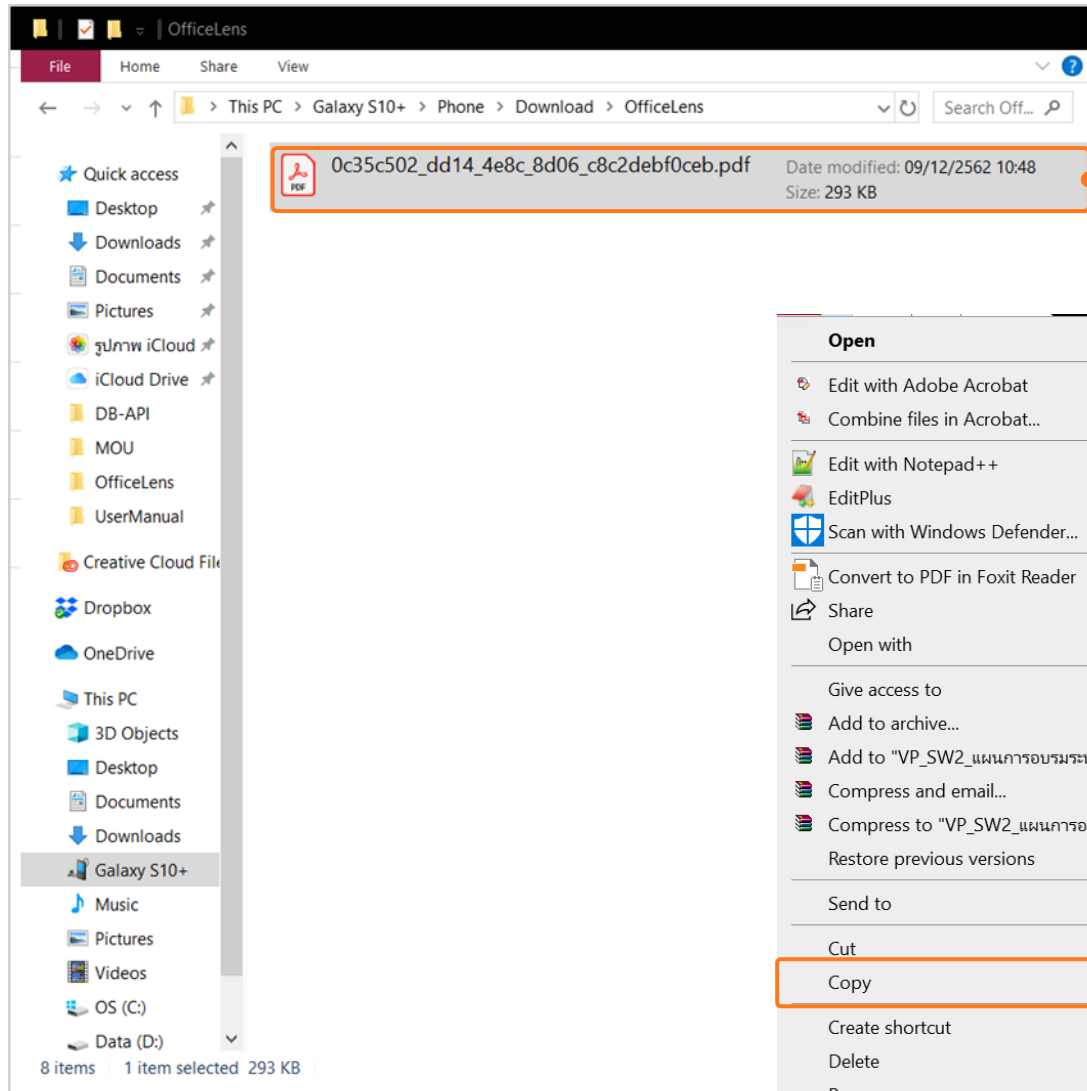 OfficeLens
File Home Share View
This PC > Galaxy S10+ > Phone > Download > OfficeLens
Search Off...
0c35c502_dd14_4e8c_8d06_c8c2debf0ceb.pdf
Date modified: 09/12/2562 10:48
Size: 293 KB
PDF
Quick access
Desktop
Downloads
Documents
Pictures
รูปภาพ iCloud
iCloud Drive
DB-API
MOU
OfficeLens
UserManual
Creative Cloud File
Dropbox
OneDrive
This PC
3D Objects
Desktop
Documents
Downloads
Galaxy S10+
Music
Pictures
Videos
OS (C:)
Data (D:)
8 items 1 item selected 293 KB
Open
Edit with Adobe Acrobat
Combine files in Acrobat...
Edit with Notepad++
EditPlus
Scan with Windows Defender...
Convert to PDF in Foxit Reader
Share
Open with
Give access to
Add to archive...
Add to "VP_SW2_แผนการอบรมระบ
Compress and email...
Compress to "VP_SW2_แผนการอ
Restore previous versions
Send to
Cut
Copy
Create shortcut
Delete